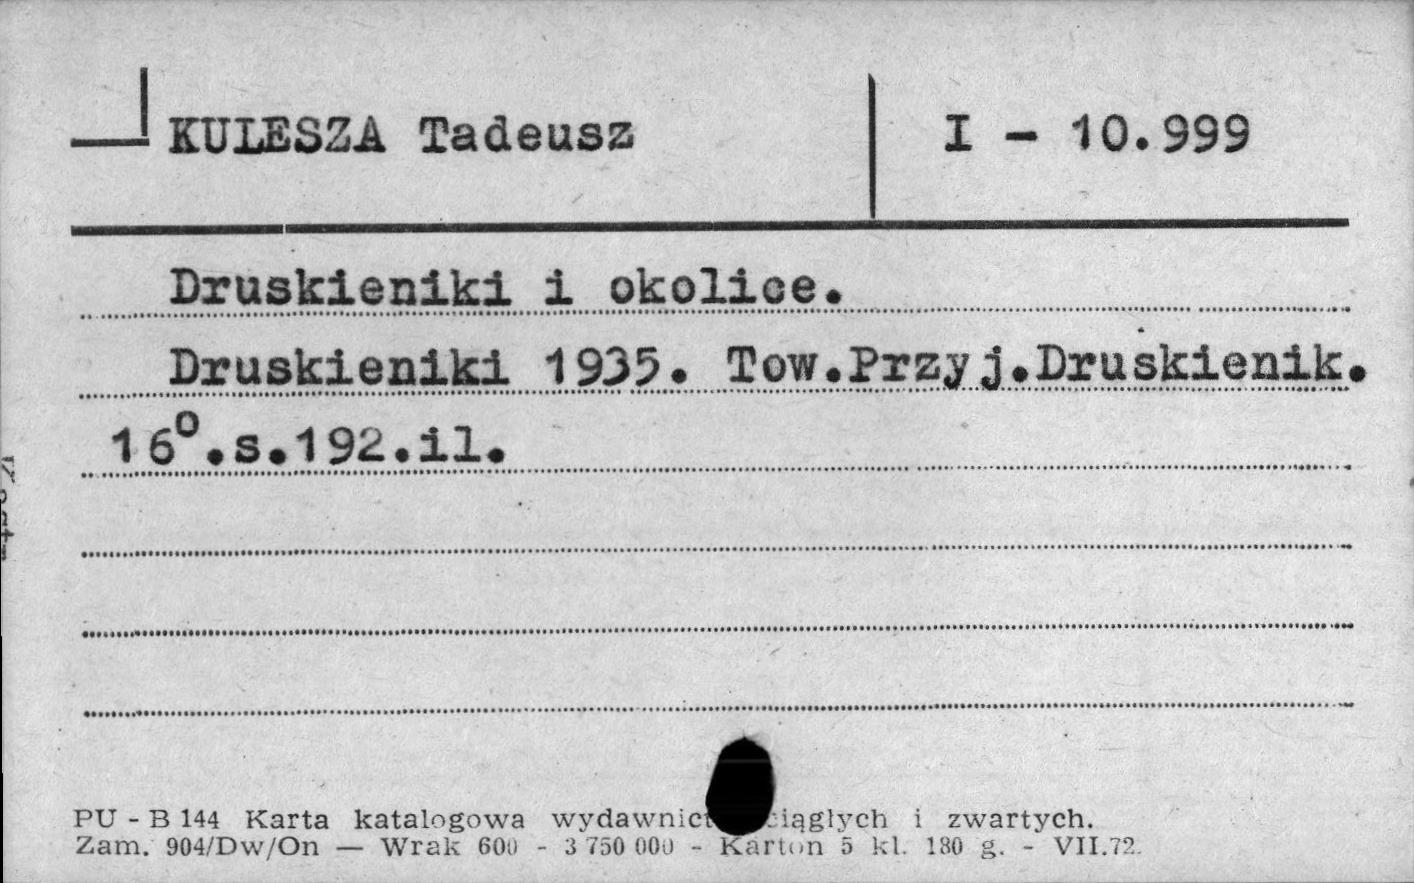 KULESZA Tadeusz
I - 10.999
Druskieniki i okolice.
Druskieniki 1935. Tow.Przyj.Druskienik.
16°.s.192.il.
PU - B 144 Karta katalogowa wydawnict ciągłych i zwartych.
Zam. 904/Dw/On — Wrak 600 - 3 750 000 - Karton 5 kl. 180 g. - VII.72.